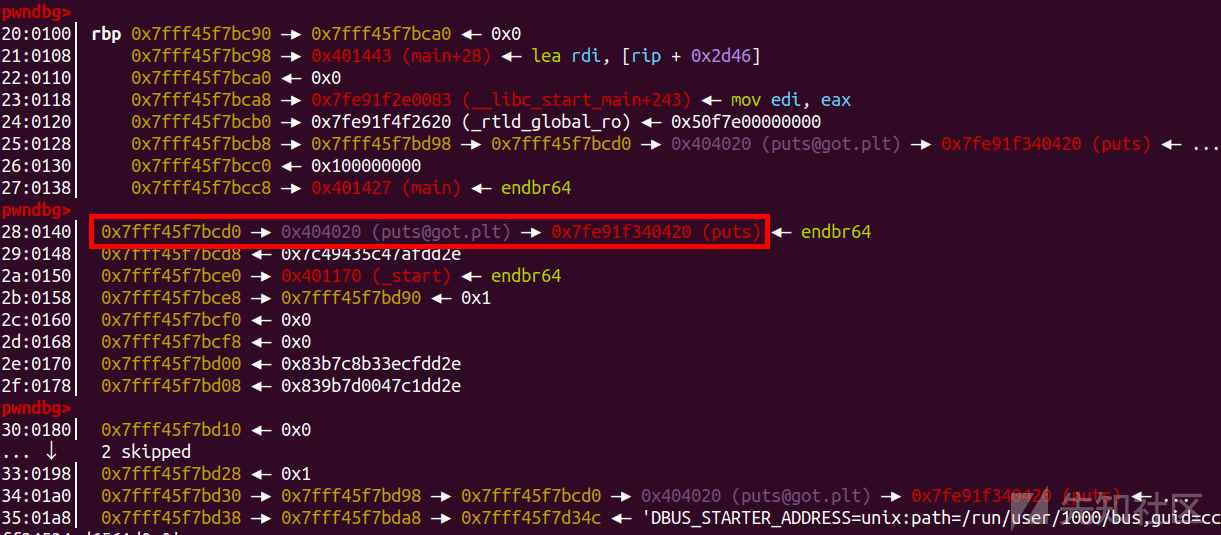 pwndbg>
20:0100│ rbp 0x7fff45f7bc90 —▸ 0x7fff45f7bca0 ◂— 0x0
21:0108│ 0x7fff45f7bc98 —▸ 0x401443 (main+28) ◂— lea rdi, [rip + 0x2d46]
22:0110│ 0x7fff45f7bca0 ◂— 0x0
23:0118│ 0x7fff45f7bca8 —▸ 0x7fe91f2e0083 (__libc_start_main+243) ◂— mov edi, eax
24:0120│ 0x7fff45f7bcb0 —▸ 0x7fe91f4f2620 (_rtld_global_ro) ◂— 0x50f7e00000000
25:0128│ 0x7fff45f7bcb8 —▸ 0x7fff45f7bd98 —▸ 0x7fff45f7bcd0 —▸ 0x404020 (puts@got.plt) —▸ 0x7fe91f340420 (puts) ◂— ...
26:0130│ 0x7fff45f7bcc0 ◂— 0x100000000
27:0138│ 0x7fff45f7bcc8 —▸ 0x401427 (main) ◂— endbr64
pwndbg>
28:0140│ 0x7fff45f7bcd0 —▸ 0x404020 (puts@got.plt) —▸ 0x7fe91f340420 (puts) ◂— endbr64
29:0148│ 0x7fff45f7bcd8 ◂— 0x7c49435c47afdd2e
2a:0150│ 0x7fff45f7bce0 —▸ 0x401170 (_start) ◂— endbr64
2b:0158│ 0x7fff45f7bce8 —▸ 0x7fff45f7bd90 ◂— 0x1
2c:0160│ 0x7fff45f7bcf0 ◂— 0x0
2d:0168│ 0x7fff45f7bcf8 ◂— 0x0
2e:0170│ 0x7fff45f7bd00 ◂— 0x83b7c8b33ecfdd2e
2f:0178│ 0x7fff45f7bd08 ◂— 0x839b7d0047c1dd2e
pwndbg>
30:0180│ 0x7fff45f7bd10 ◂— 0x0
... ↓ 2 skipped
33:0198│ 0x7fff45f7bd28 ◂— 0x1
34:01a0│ 0x7fff45f7bd30 —▸ 0x7fff45f7bd98 —▸ 0x7fff45f7bcd0 —▸ 0x404020 (puts@got.plt) —▸ 0x7fe91f340420 (puts) ◂— ...
35:01a8│ 0x7fff45f7bd38 —▸ 0x7fff45f7bda8 —▸ 0x7fff45f7d34c ◂— 'DBUS_STARTER_ADDRESS=unix:path=/run/user/1000/bus,guid=cc
先知社区